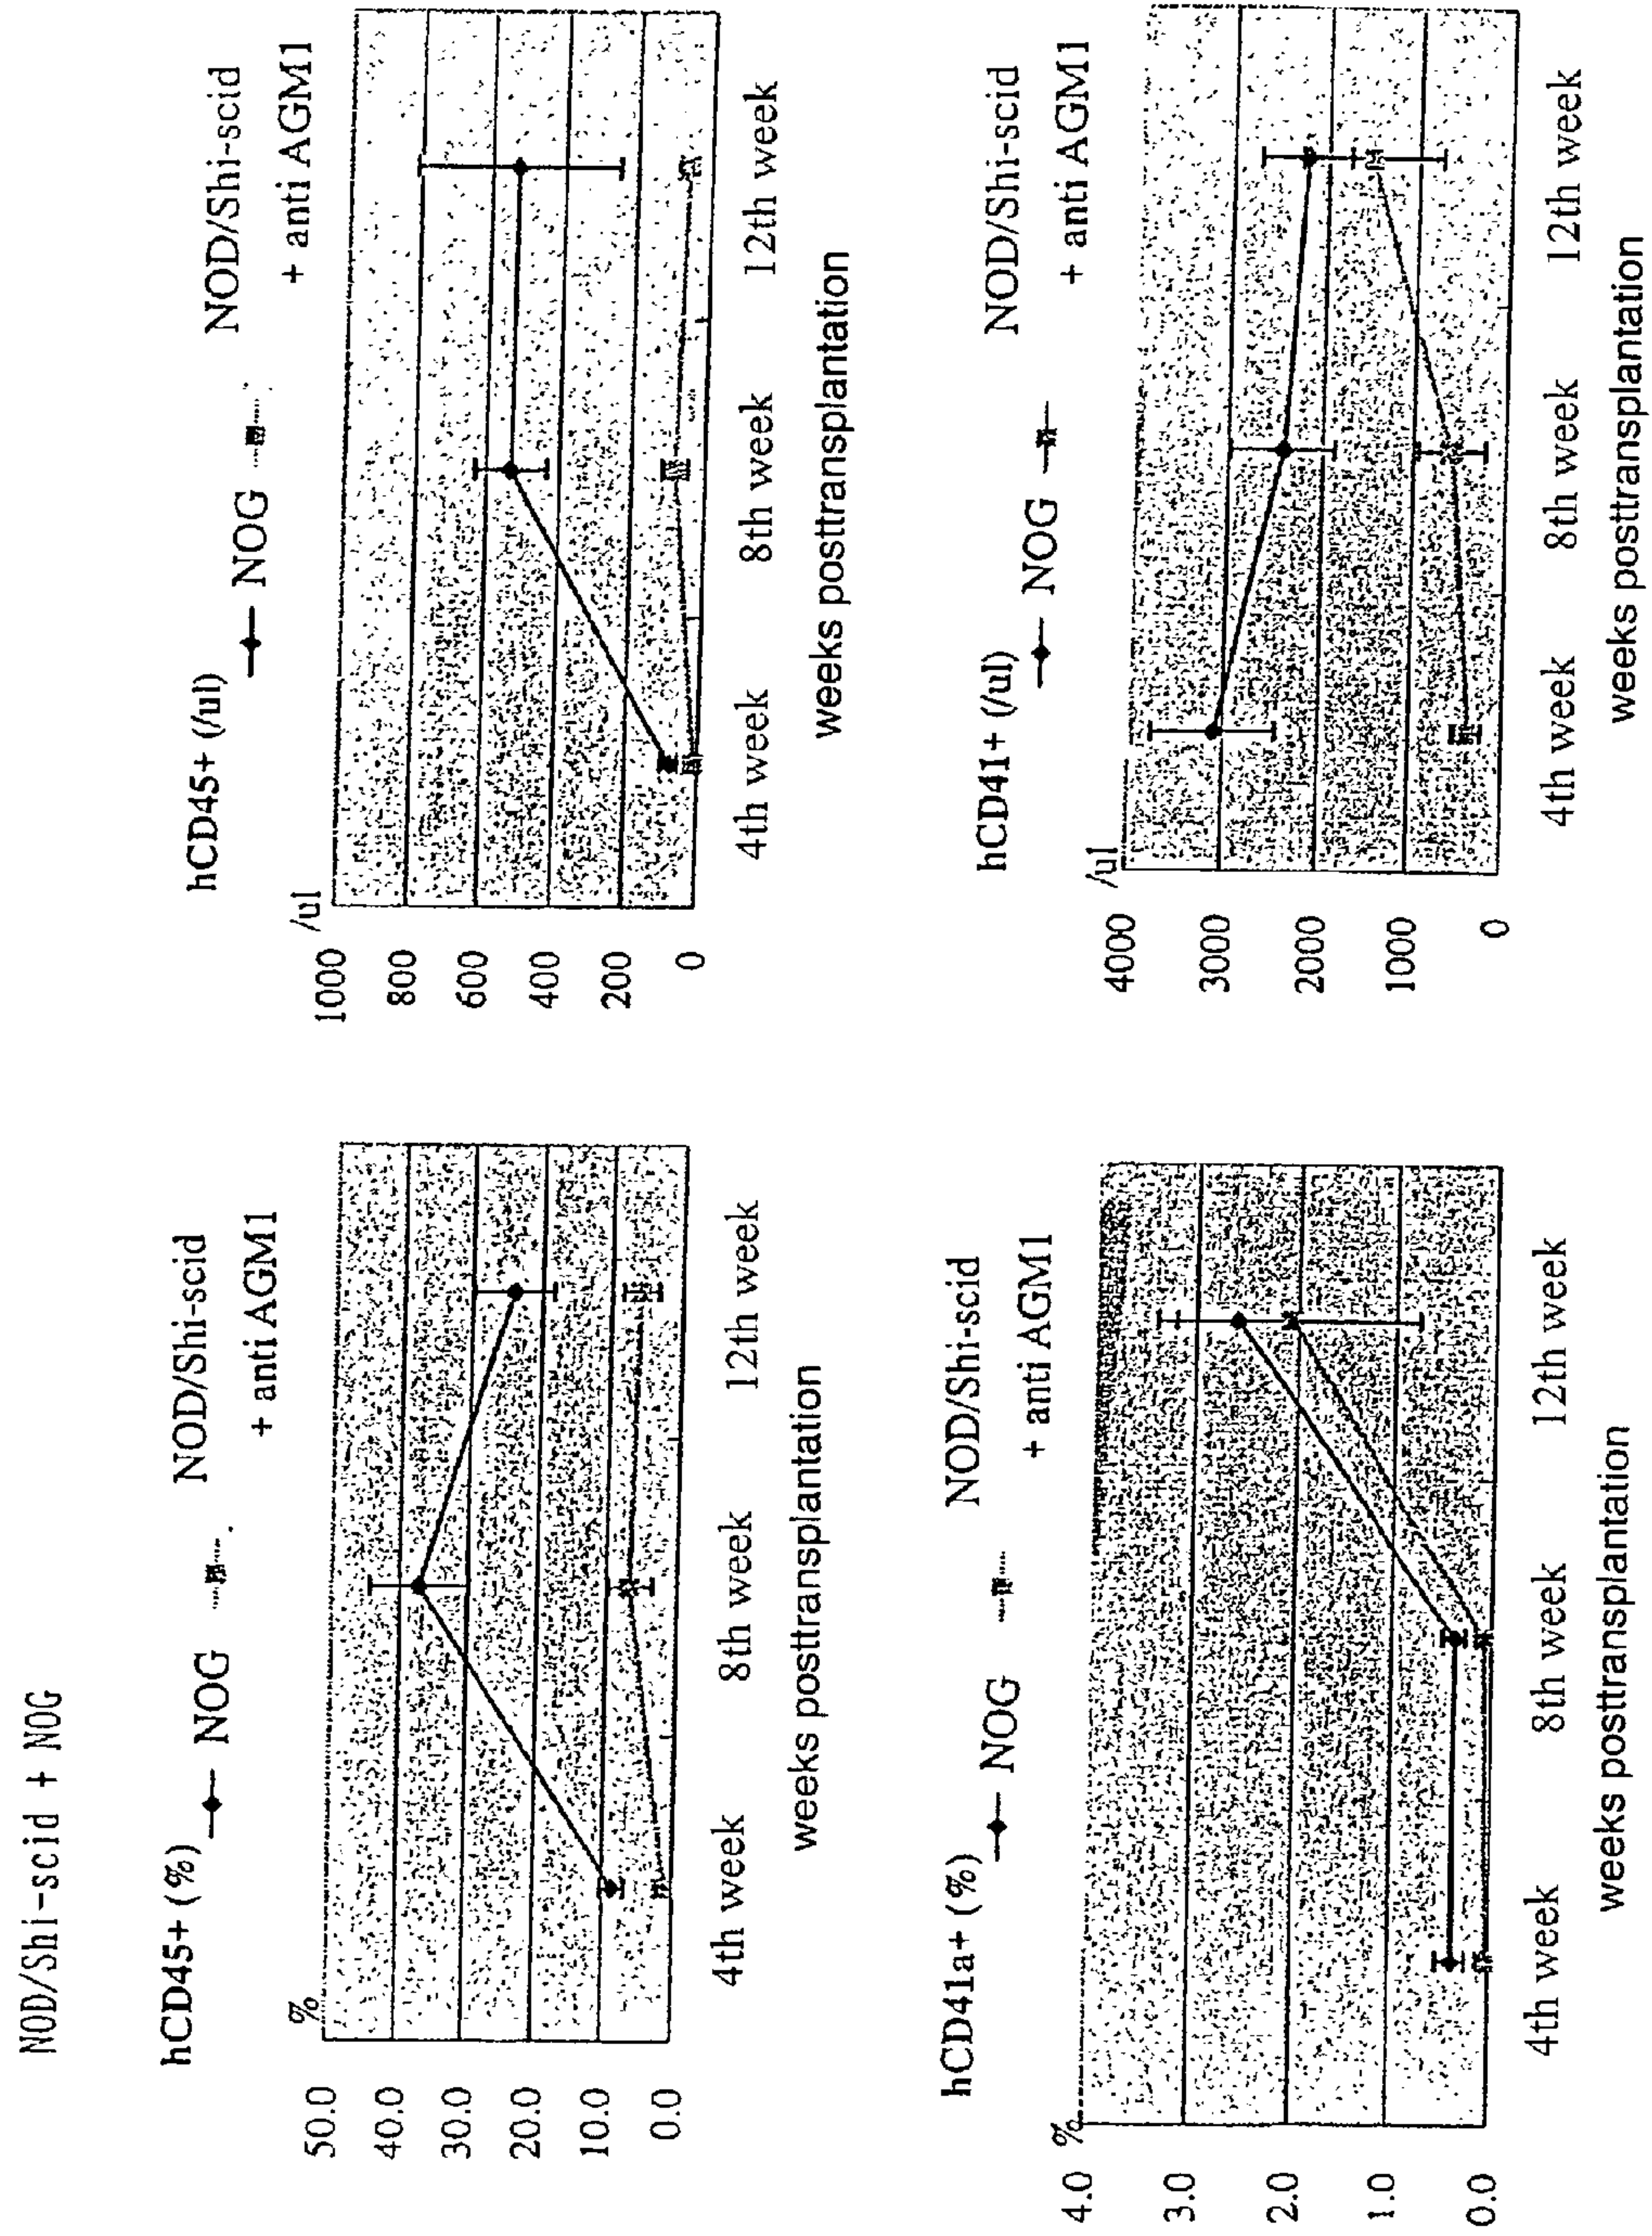 NOD/Shi-scid + NOG
hCD45+ (%)
NOG
NOD/Shi-scid
+ anti AGM1
%
50.0
40.0
30.0
20.0
10.0
0.0
4th week
8th week
12th week
weeks posttransplantation
hCD45+ (/ul)
NOG
NOD/Shi-scid
+ anti AGM1
/ul
1000
800
600
400
200
0
4th week
8th week
12th week
weeks posttransplantation
hCD41a+ (%)
NOG
NOD/Shi-scid
+ anti AGM1
%
4.0
3.0
2.0
1.0
0.0
4th week
8th week
12th week
weeks posttransplantation
hCD41+ (/ul)
NOG
NOD/Shi-scid
+ anti AGM1
/ul
4000
3000
2000
1000
0
4th week
8th week
12th week
weeks posttransplantation